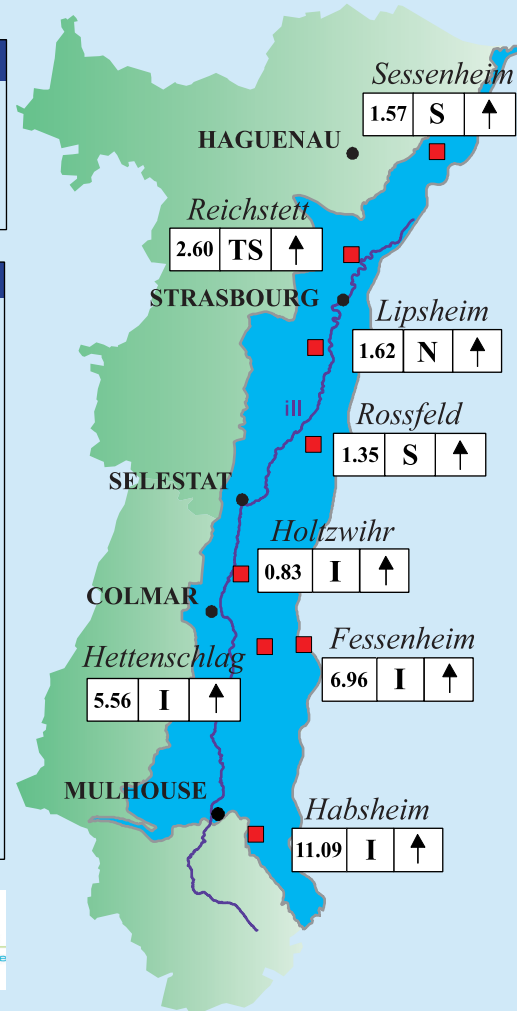 Sessenheim
1.57 S ↑
HAGUENAU
Reichstett
2.60 TS ↑
STRASBOURG
Lipsheim
1.62 N ↑
ill
Rossfeld
1.35 S ↑
SELESTAT
Holtzwihr
0.83 I ↑
COLMAR
Hettenschlag
5.56 I ↑
Fessenheim
6.96 I ↑
MULHOUSE
Habsheim
11.09 I ↑
e